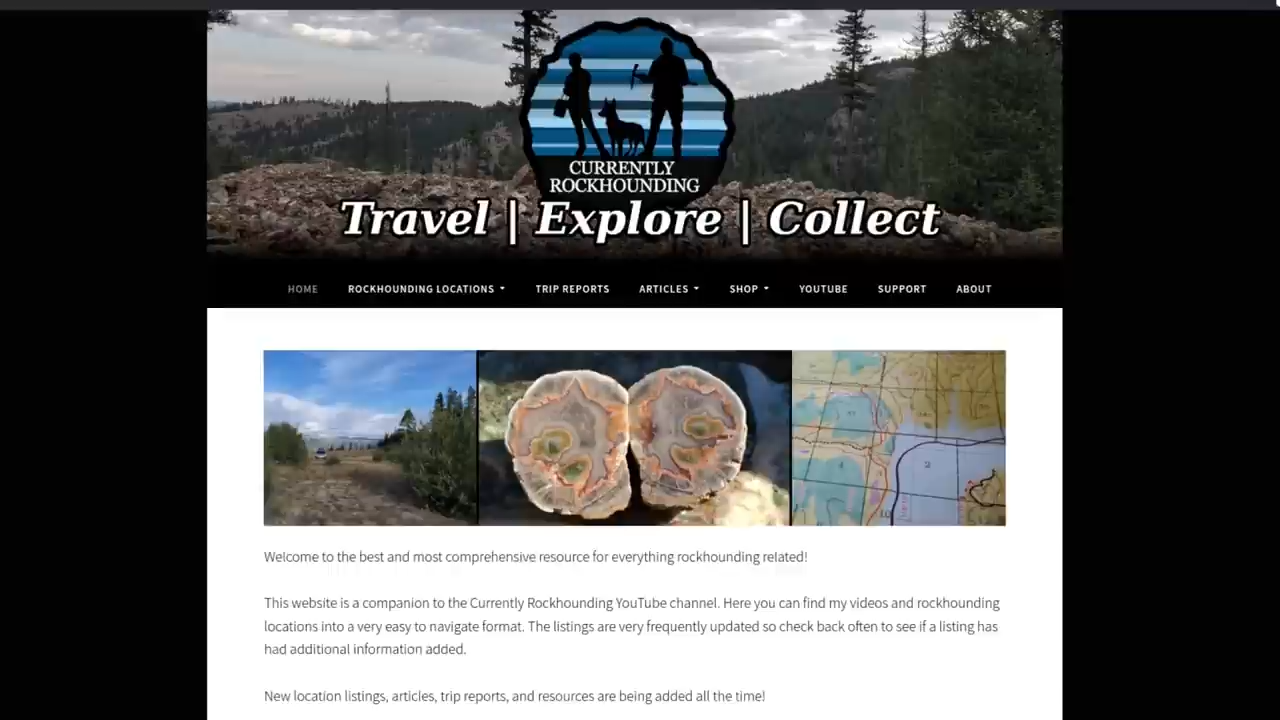 CURRENTLY
ROCKHOUNDING
Travel | Explore | Collect
HOME ROCKHOUNDING LOCATIONS TRIP REPORTS ARTICLES SHOP YOUTUBE SUPPORT ABOUT
Welcome to the best and most comprehensive resource for everything rockhounding related!
This website is a companion to the Currently Rockhounding YouTube channel. Here you can find my videos and rockhounding
locations into a very easy to navigate format. The listings are very frequently updated so check back often to see if a listing has
had additional information added.
New location listings, articles, trip reports, and resources are being added all the time!